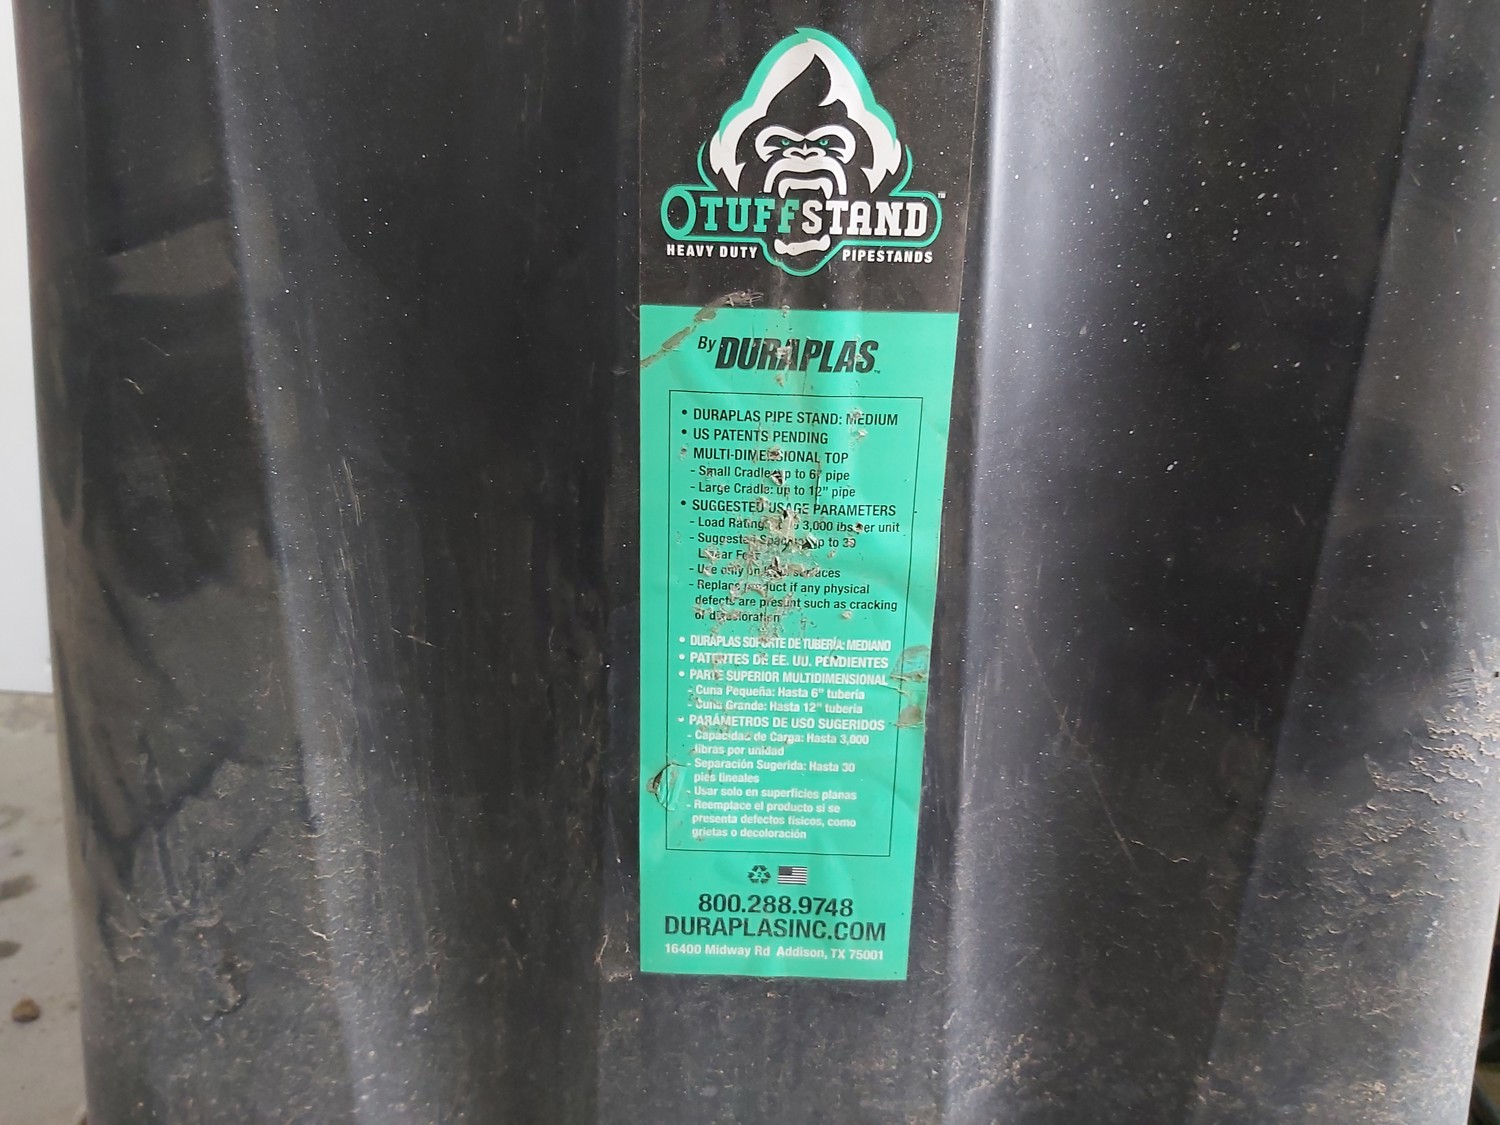 TUFFSTAND™
HEAVY DUTY PIPESTANDS
By DURAPLAS™
• DURAPLAS PIPE STAND: MEDIUM
• US PATENTS PENDING
• MULTI-DIMENSIONAL TOP
- Small Cradle: up to 6" pipe
- Large Cradle: up to 12" pipe
• SUGGESTED USAGE PARAMETERS
- Load Rating: 3,000 lbs per unit
- Suggested Spacing: up to 30
Linear Feet
- Use only on surfaces
- Replace product if any physical
defects are present such as cracking
or discoloration
• DURAPLAS SOPORTE DE TUBERÍA: MEDIANO
• PATENTES DE EE. UU. PENDIENTES
• PARTE SUPERIOR MULTIDIMENSIONAL
- Cuna Pequeña: Hasta 6" tubería
- Cuna Grande: Hasta 12" tubería
• PARÁMETROS DE USO SUGERIDOS
- Capacidad de Carga: Hasta 3,000
libras por unidad
- Separación Sugerida: Hasta 30
pies lineales
- Usar solo en superficies planas
- Reemplace el producto si se
presenta defectos físicos, como
grietas o decoloración
2
800.288.9748
DURAPLASINC.COM
16400 Midway Rd Addison, TX 75001